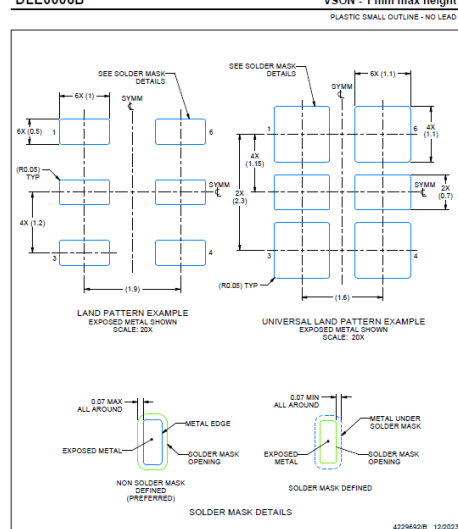 VSON - 1 mm max height
PLASTIC SMALL OUTLINE - NO LEAD
SEE SOLDER MASK
DETAILS
6X (1)
SYMM
℄
6X (0.5)
1
6
(R0.05)
TYP
SYMM
℄
4X (1.2)
3
4
(1.9)
LAND PATTERN EXAMPLE
EXPOSED METAL SHOWN
SCALE: 20X
SEE SOLDER MASK
DETAILS
6X (1.1)
SYMM
℄
1
6
4X
(1.1)
4X
(1.15)
2X
(2.3)
SYMM
℄
2X
(0.7)
3
4
(R0.05) TYP
(1.6)
UNIVERSAL LAND PATTERN EXAMPLE
EXPOSED METAL SHOWN
SCALE: 20X
0.07 MAX
ALL AROUND
METAL EDGE
EXPOSED METAL
SOLDER MASK
OPENING
NON SOLDER MASK
DEFINED
(PREFERRED)
0.07 MIN
ALL AROUND
METAL UNDER
SOLDER MASK
EXPOSED
METAL
SOLDER MASK
OPENING
SOLDER MASK DEFINED
SOLDER MASK DETAILS
4229692/B 12/2023